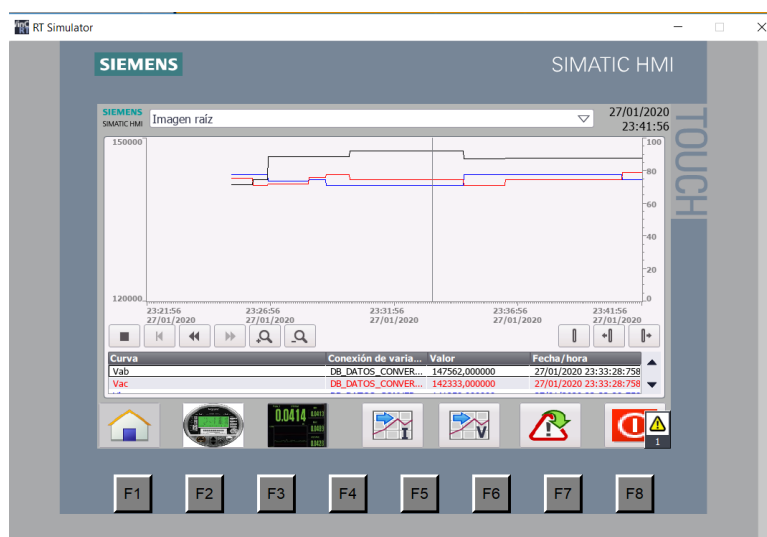 RT Simulator
SIEMENS
SIMATIC HMI
TOUCH
SIEMENS
SIMATIC HMI
Imagen raíz
27/01/2020
23:41:56
150000
120000
100
80
60
40
20
0
23:21:56 23:26:56 23:31:56 23:36:56 23:41:56
27/01/2020 27/01/2020 27/01/2020 27/01/2020 27/01/2020
Curva Conexión de varia... Valor Fecha/hora
Vab DB_DATOS_CONVER... 147562,000000 27/01/2020 23:33:28:758
Vac DB_DATOS_CONVER... 142333,000000 27/01/2020 23:33:28:758
0.0414
I
V
1
F1 F2 F3 F4 F5 F6 F7 F8